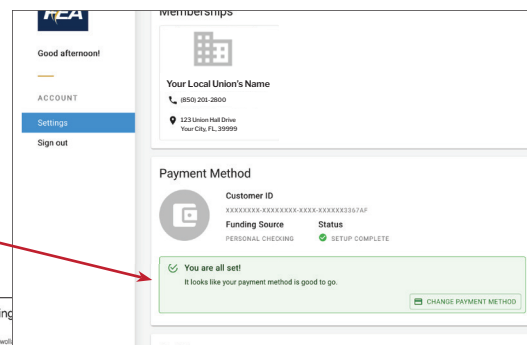 FEA
Good afternoon!
ACCOUNT
Settings
Sign out
Memberships
Your Local Union's Name
(850) 201-2800
123 Union Hall Drive
Your City, FL, 39999
Payment Method
Customer ID
XXXXXXXX-XXXXXXXX-XXXX-XXXXXX3367AF
Funding Source Status
PERSONAL CHECKING SETUP COMPLETE
You are all set!
It looks like your payment method is good to go.
CHANGE PAYMENT METHOD